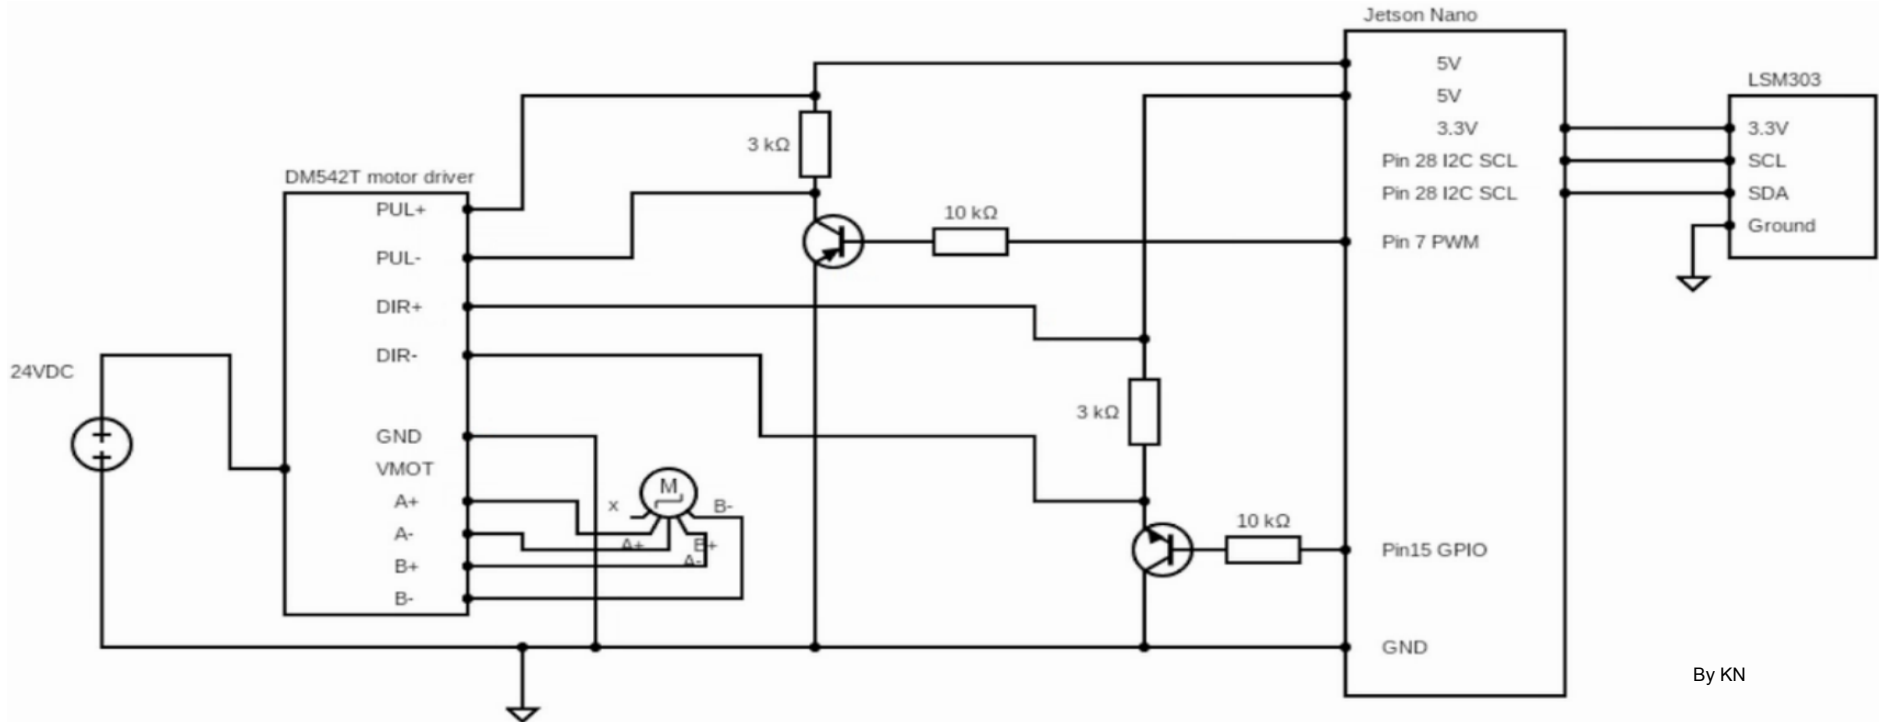 Jetson Nano
5V
5V
3.3V
Pin 28 I2C SCL
Pin 28 I2C SCL
Pin 7 PWM
Pin15 GPIO
GND
LSM303
3.3V
SCL
SDA
Ground
3 kΩ
10 kΩ
3 kΩ
10 kΩ
DM542T motor driver
PUL+
PUL-
DIR+
DIR-
GND
VMOT
A+
A-
B+
B-
24VDC
M
x
B-
A+
B+
A-
By KN